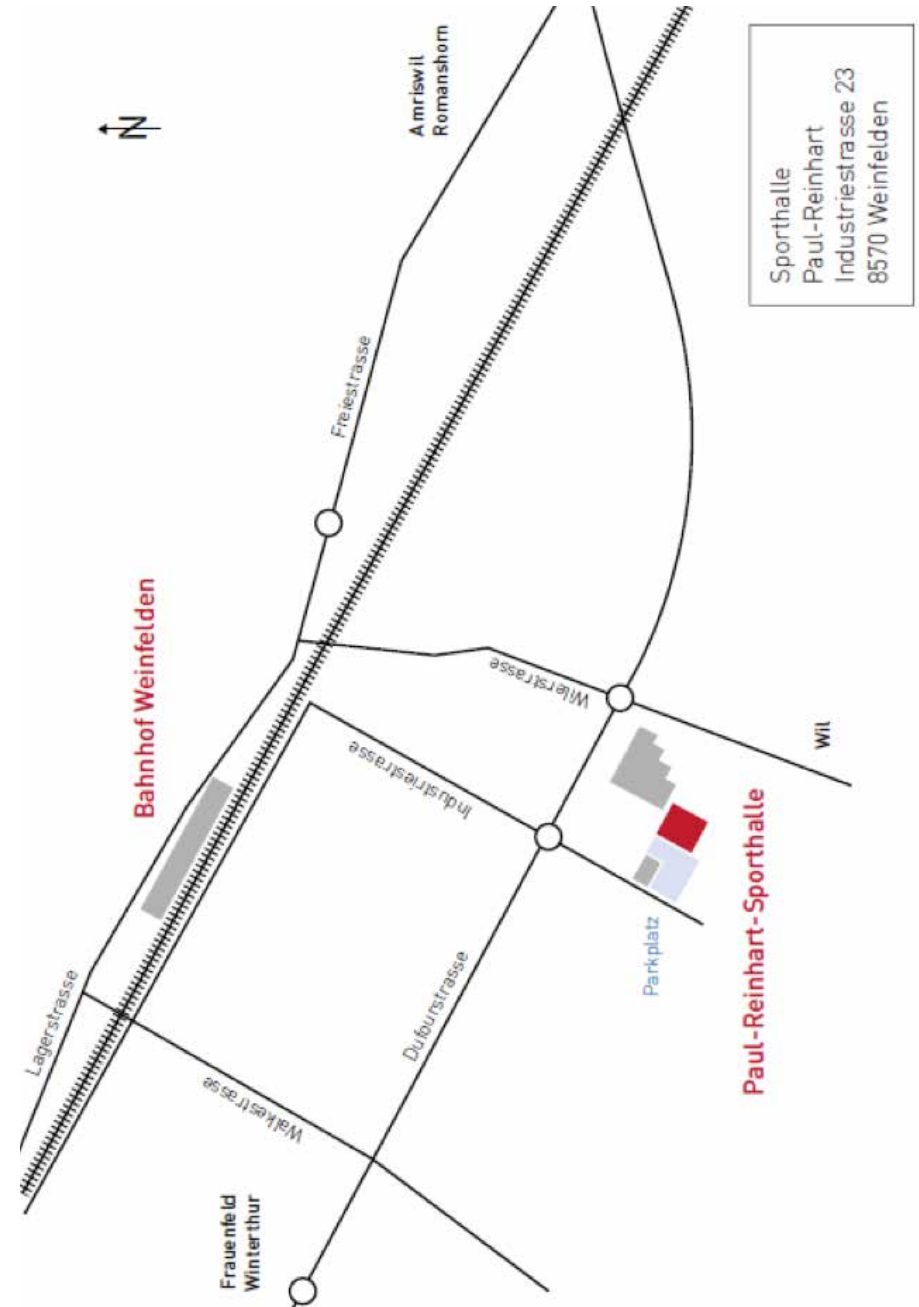 N
Amriswil
Romanshorn
Freiestrasse
Bahnhof Weinfelden
Lagerstrasse
Walkestrasse
Industriestrasse
Wilerstrasse
Dufourstrasse
Frauenfeld
Winterthur
Wil
Parkplatz
Paul-Reinhart-Sporthalle
Sporthalle
Paul-Reinhart
Industriestrasse 23
8570 Weinfelden